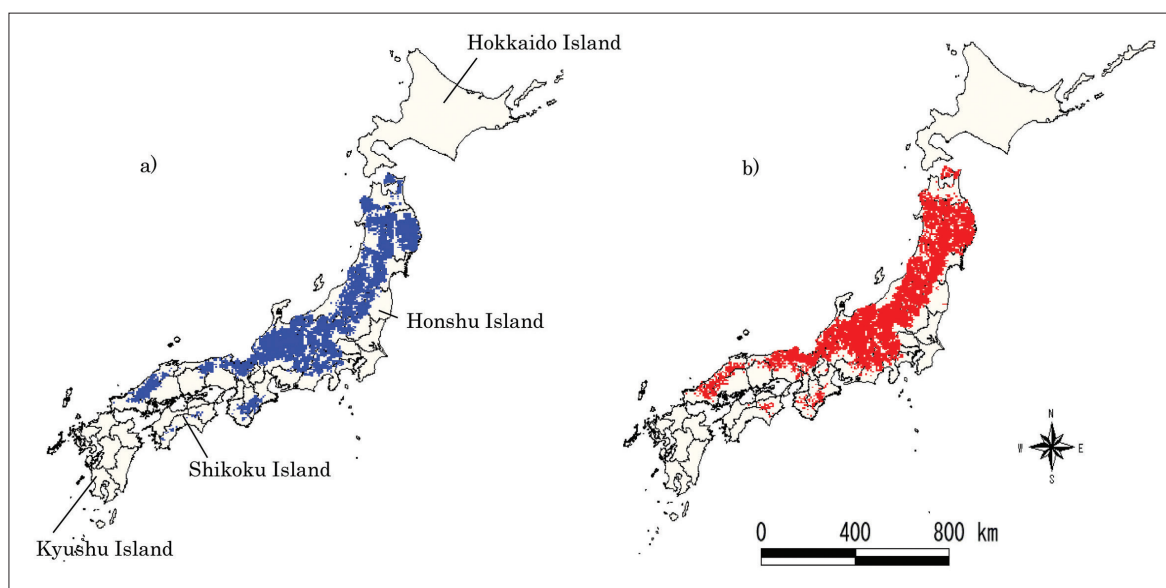 Hokkaido Island
a)
b)
Honshu Island
Shikoku Island
Kyushu Island
N
W E
S
0 400 800 km